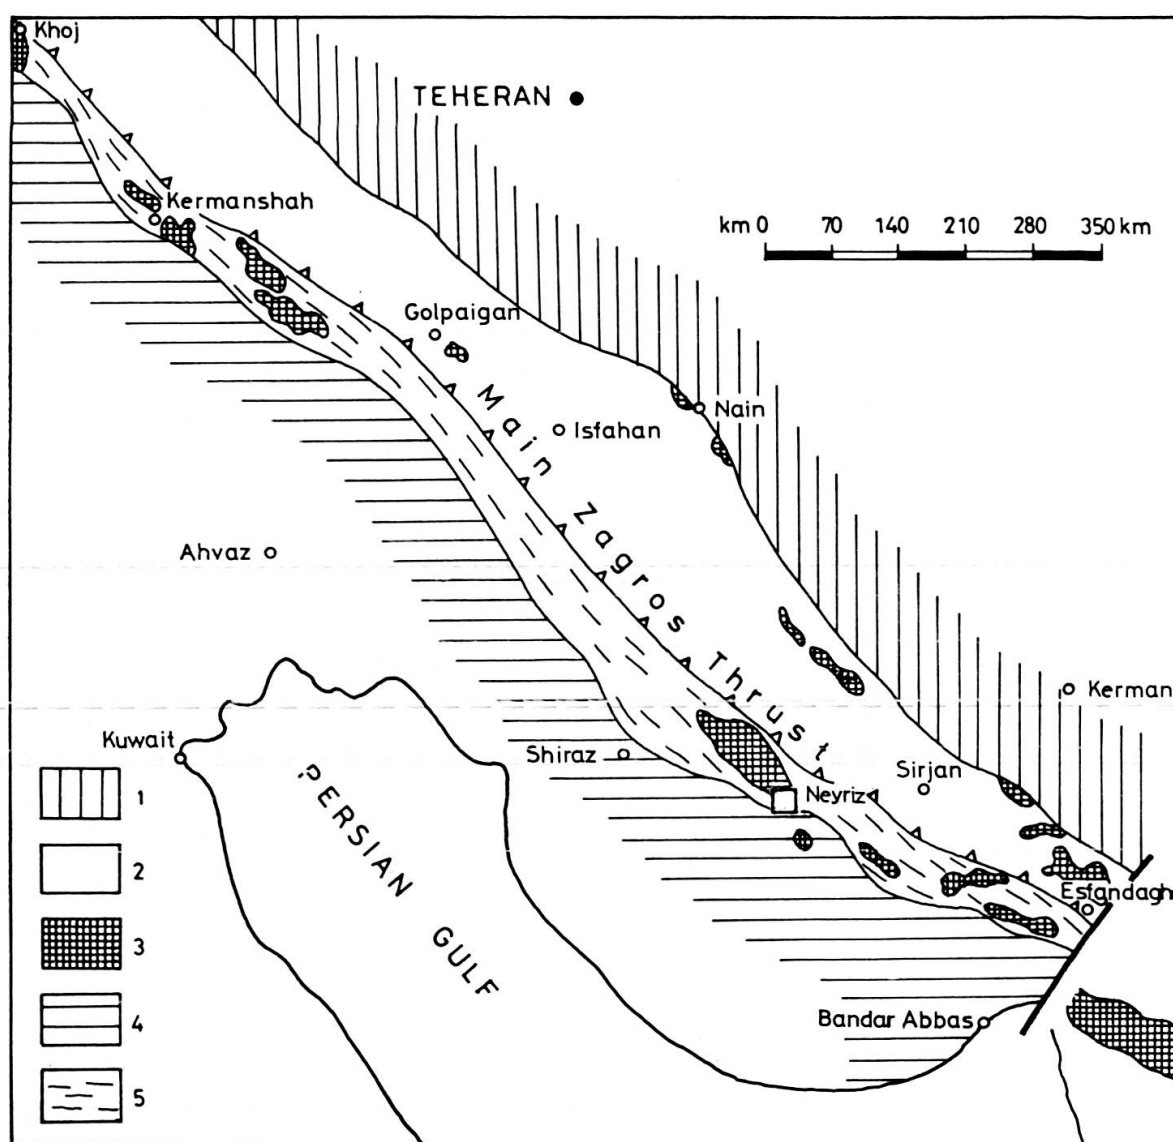 Khoj
TEHERAN
Kermanshah
km 0 70 140 210 280 350 km
Golpaigan
Nain
Isfahan
Main Zagros Thrust
Ahvaz
Kerman
Kuwait
Shiraz
Sirjan
Neyriz
PERSIAN GULF
Esfandagh
Bandar Abbas
1
2
3
4
5